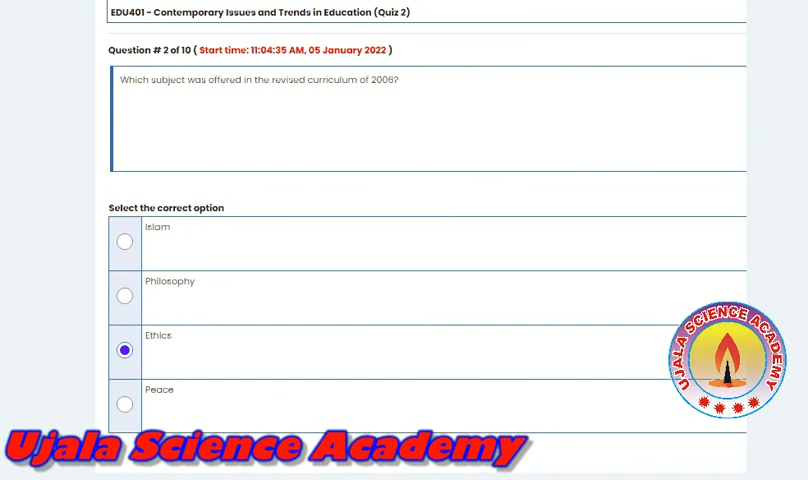 EDU401 - Contemporary Issues and Trends in Education (Quiz 2)
Question # 2 of 10 ( Start time: 11:04:35 AM, 05 January 2022 )
Which subject was offered in the revised curriculum of 2006?
Select the correct option
Islam
Philosophy
Ethics
Peace
UJALA SCIENCE ACADEMY
Ujala Science Academy